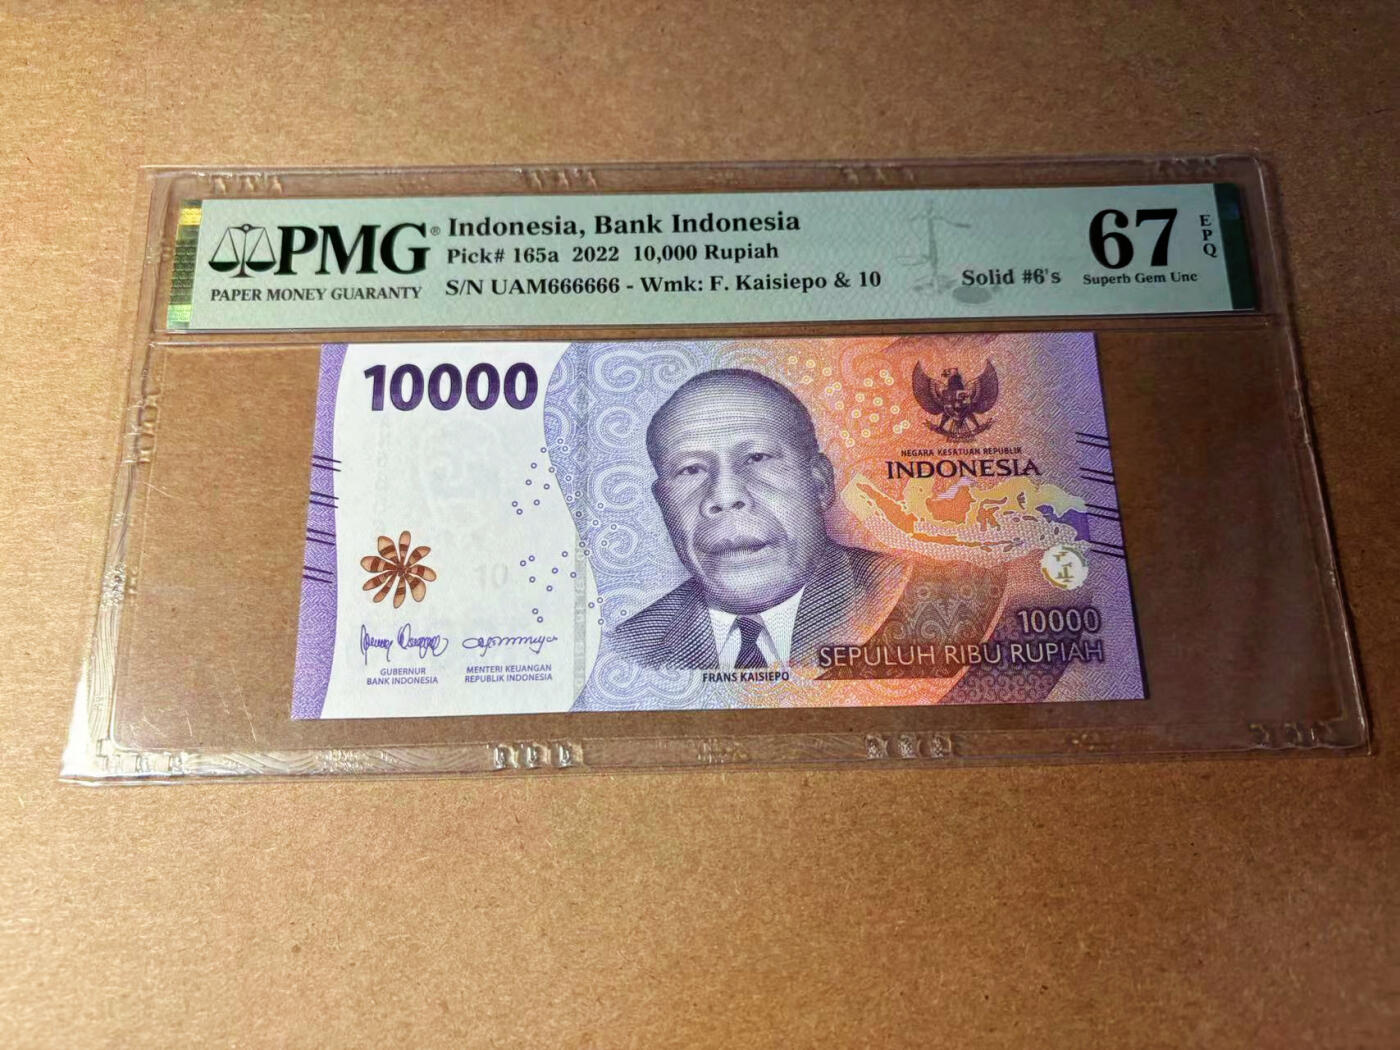 PMG®
PAPER MONEY GUARANTY
Indonesia, Bank Indonesia
Pick# 165a 2022 10,000 Rupiah
S/N UAM666666 - Wmk: F. Kaisiepo & 10
Solid #6's
67
EPQ
Superb Gem Unc
10000
NEGARA KESATUAN REPUBLIK
INDONESIA
10
GUBERNUR
BANK INDONESIA
MENTERI KEUANGAN
REPUBLIK INDONESIA
FRANS KAISIEPO
10000
SEPULUH RIBU RUPIAH